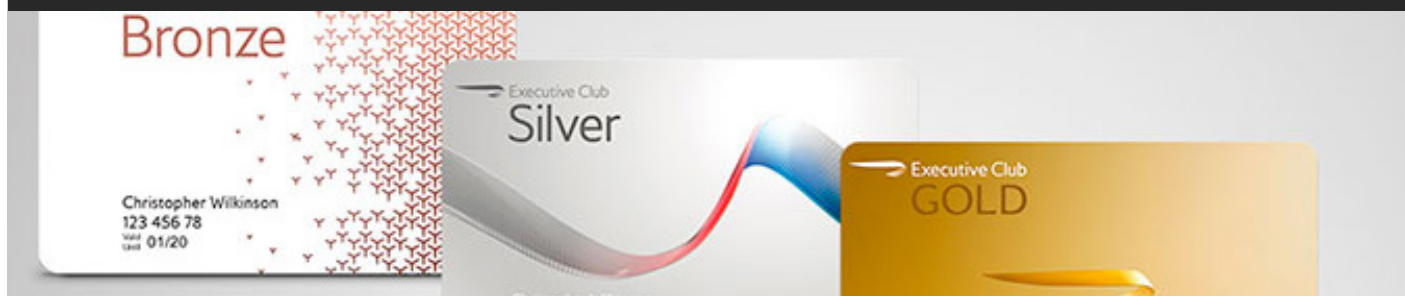 Bronze
Christopher Wilkinson
123 456 78
Valid
Until 01/20
Executive Club
Silver
Executive Club
GOLD